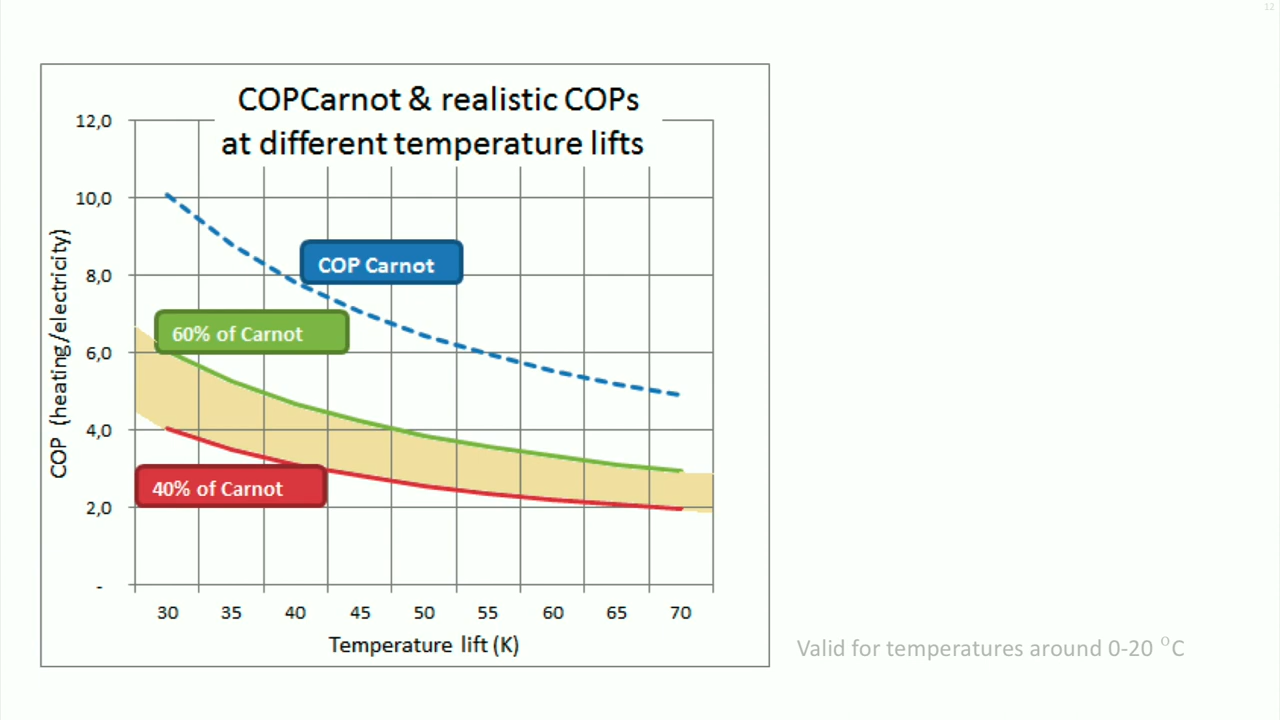 12
COPCarnot & realistic COPs
at different temperature lifts
12,0
10,0
8,0
6,0
4,0
2,0
-
COP (heating/electricity)
COP Carnot
60% of Carnot
40% of Carnot
30 35 40 45 50 55 60 65 70
Temperature lift (K)
Valid for temperatures around 0-20 °C